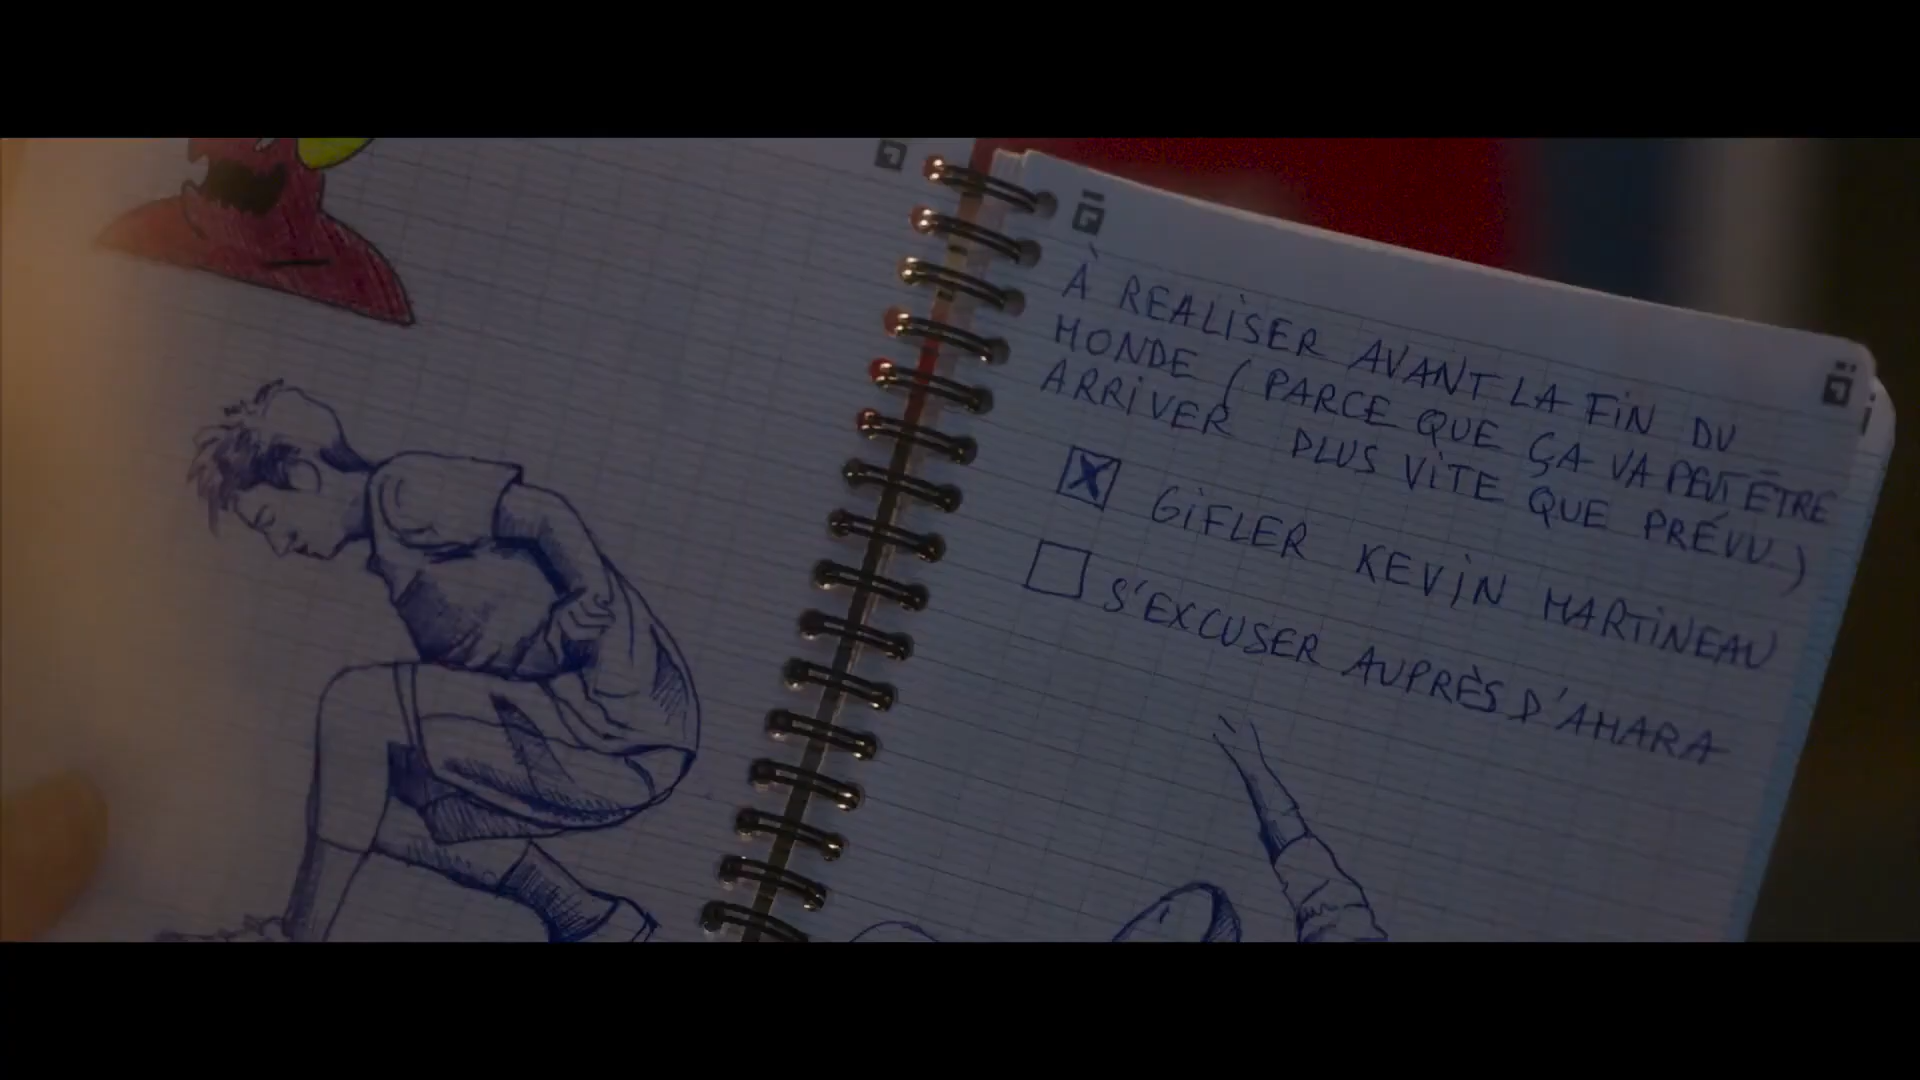 À REALISER AVANT LA FIN DU
MONDE (PARCE QUE ÇA VA PEUT ÊTRE
ARRIVER PLUS VITE QUE PRÉVU.)
GIFLER KEVIN MARTINEAU
S'EXCUSER AUPRÈS D'AHARA